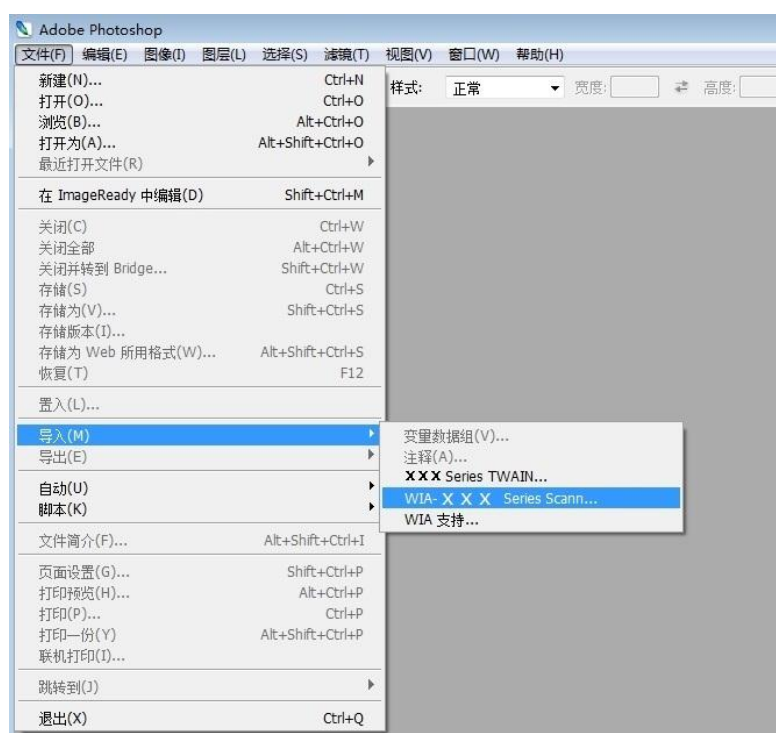 Adobe Photoshop
文件(F) 编辑(E) 图像(I) 图层(L) 选择(S) 滤镜(T) 视图(V) 窗口(W) 帮助(H)
样式: 正常 宽度: 高度:
新建(N)... Ctrl+N
打开(O)... Ctrl+O
浏览(B)... Alt+Ctrl+O
打开为(A)... Alt+Shift+Ctrl+O
最近打开文件(R)
在 ImageReady 中编辑(D) Shift+Ctrl+M
关闭(C) Ctrl+W
关闭全部 Alt+Ctrl+W
关闭并转到 Bridge... Shift+Ctrl+W
存储(S) Ctrl+S
存储为(V)... Shift+Ctrl+S
存储版本(I)...
存储为 Web 所用格式(W)... Alt+Shift+Ctrl+S
恢复(T) F12
置入(L)...
导入(M)
导出(E)
变量数据组(V)...
注释(A)...
XXX Series TWAIN...
WIA-X X X Series Scann...
WIA 支持...
自动(U)
脚本(K)
文件简介(F)... Alt+Shift+Ctrl+I
页面设置(G)... Shift+Ctrl+P
打印预览(H)... Alt+Ctrl+P
打印(P)... Ctrl+P
打印一份(Y) Alt+Shift+Ctrl+P
联机打印(I)...
跳转到(J)
退出(X) Ctrl+Q